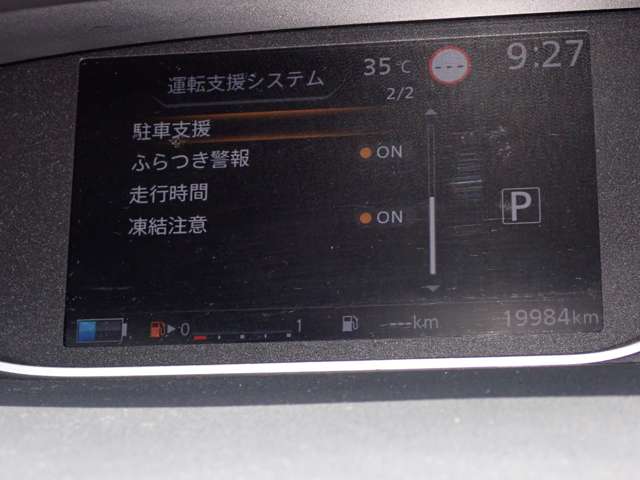 運転支援システム 35℃ --- 9:27
2/2
駐車支援
ふらつき警報 ON
走行時間
凍結注意 ON
P
0 1 ---km 19984km